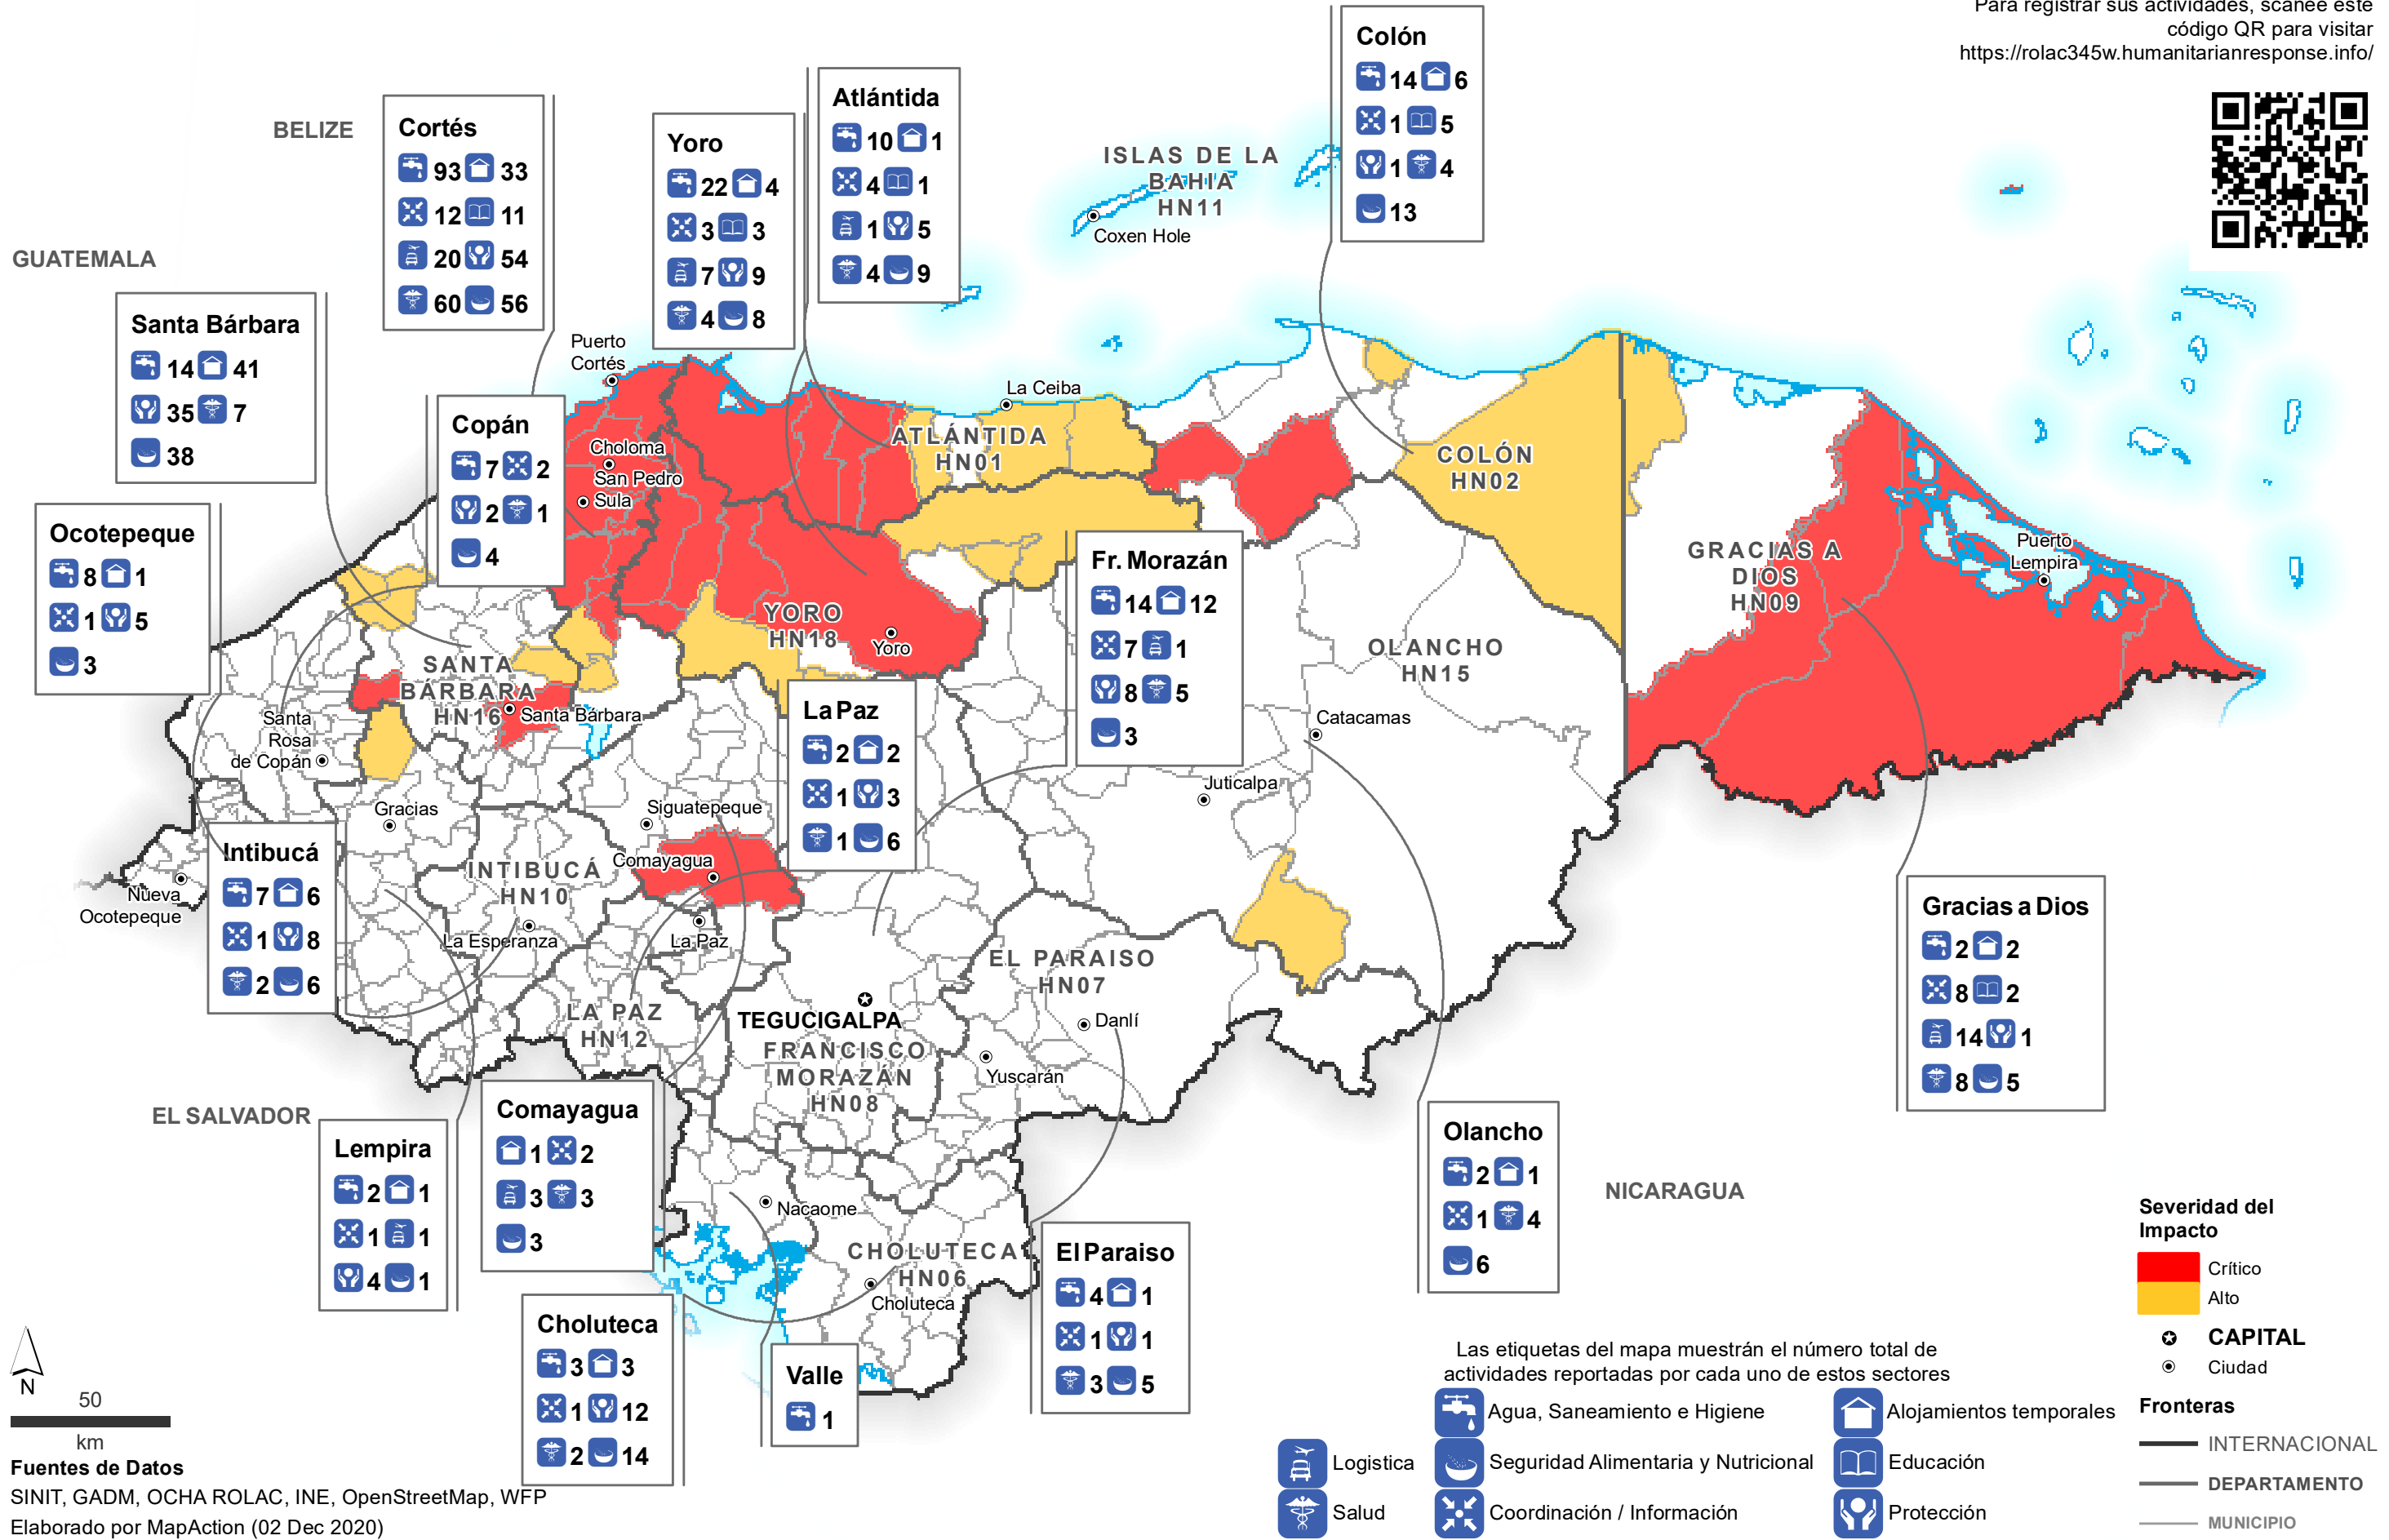 Para registrar sus actividades, scanee este
código QR para visitar
https://rolac345w.humanitarianresponse.info/
Colón
14 6
1 5
1 4
13
Atlántida
10 1
4 1
1 5
4 9
BELIZE
Cortés
93 33
12 11
20 54
60 56
Yoro
22 4
3 3
7 9
4 8
ISLAS DE LA
BAHIA
HN11
Coxen Hole
GUATEMALA
Santa Bárbara
14 41
35 7
38
Puerto
Cortés
La Ceiba
Copán
7 2
2 1
4
Choloma
San Pedro
Sula
ATLÁNTIDA
HN01
COLÓN
HN02
Ocotepeque
8 1
1 5
3
Fr. Morazán
14 12
7 1
8 5
3
GRACIAS A
DIOS
HN09
Puerto
Lempira
YORO
HN18
Yoro
OLANCHO
HN15
SANTA
BÁRBARA
HN16
Santa Bárbara
Santa
Rosa
de Copán
La Paz
2 2
1 3
1 6
Catacamas
Juticalpa
Gracias
Siguatepeque
Comayagua
Intibucá
7 6
1 8
2 6
INTIBUCÁ
HN10
La Esperanza
La Paz
Nueva
Ocotepeque
Gracias a Dios
2 2
8 2
14 1
8 5
EL PARAISO
HN07
Danlí
Yuscarán
LA PAZ
HN12
TEGUCIGALPA
FRANCISCO
MORAZÁN
HN08
EL SALVADOR
Lempira
2 1
1 1
4 1
Comayagua
1 2
3 3
3
Olancho
2 1
1 4
6
NICARAGUA
Nacaome
CHOLUTECA
HN06
Choluteca
El Paraiso
4 1
1 1
3 5
Choluteca
3 3
1 12
2 14
Valle
1
Severidad del
Impacto
Crítico
Alto
CAPITAL
Ciudad
Fronteras
INTERNACIONAL
DEPARTAMENTO
MUNICIPIO
Las etiquetas del mapa muestrán el número total de
actividades reportadas por cada uno de estos sectores
Agua, Saneamiento e Higiene
Alojamientos temporales
Logistica
Seguridad Alimentaria y Nutricional
Educación
Salud
Coordinación / Información
Protección
N
50
km
Fuentes de Datos
SINIT, GADM, OCHA ROLAC, INE, OpenStreetMap, WFP
Elaborado por MapAction (02 Dec 2020)